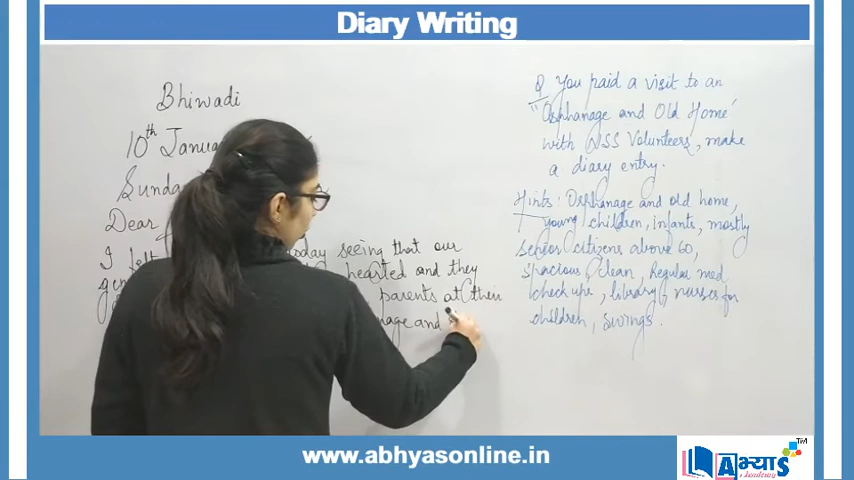 Diary Writing
Bhiwadi
10th Janua
Sunda
Dear
I felt today seeing that our
hearted and they
parents at their
age and
Q You paid a visit to an
"Orphanage and Old Home"
with NSS Volunteers, make
a diary entry.
Hints: Orphanage and old home,
young children, infants, mostly
senior citizens above 60,
spacious, clean, Regular med
check ups, library, nurses for
children, swings.
www.abhyasonline.in
अभ्यास
Academy
TM